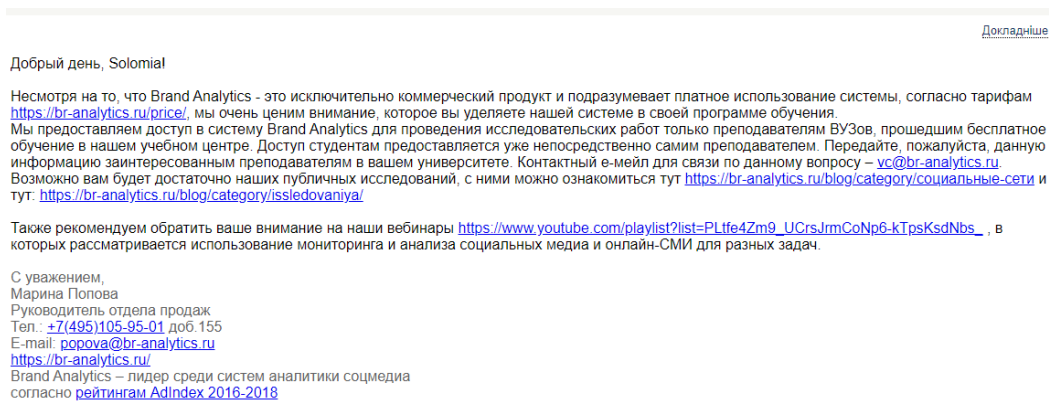 Докладніше
Добрый день, Solomia!
Несмотря на то, что Brand Analytics - это исключительно коммерческий продукт и подразумевает платное использование системы, согласно тарифам
https://br-analytics.ru/price/, мы очень ценим внимание, которое вы уделяете нашей системе в своей программе обучения.
Мы предоставляем доступ в систему Brand Analytics для проведения исследовательских работ только преподавателям ВУЗов, прошедшим бесплатное
обучение в нашем учебном центре. Доступ студентам предоставляется уже непосредственно самим преподавателем. Передайте, пожалуйста, данную
информацию заинтересованным преподавателям в вашем университете. Контактный е-мейл для связи по данному вопросу – vc@br-analytics.ru.
Возможно вам будет достаточно наших публичных исследований, с ними можно ознакомиться тут https://br-analytics.ru/blog/category/социальные-сети и
тут: https://br-analytics.ru/blog/category/issledovaniya/
Также рекомендуем обратить ваше внимание на наши вебинары https://www.youtube.com/playlist?list=PLtfe4Zm9_UCrsJrmCoNp6-kTpsKsdNbs_ , в
которых рассматривается использование мониторинга и анализа социальных медиа и онлайн-СМИ для разных задач.
С уважением,
Марина Попова
Руководитель отдела продаж
Тел.: +7(495)105-95-01 доб.155
E-mail: popova@br-analytics.ru
https://br-analytics.ru/
Brand Analytics – лидер среди систем аналитики соцмедиа
согласно рейтингам AdIndex 2016-2018